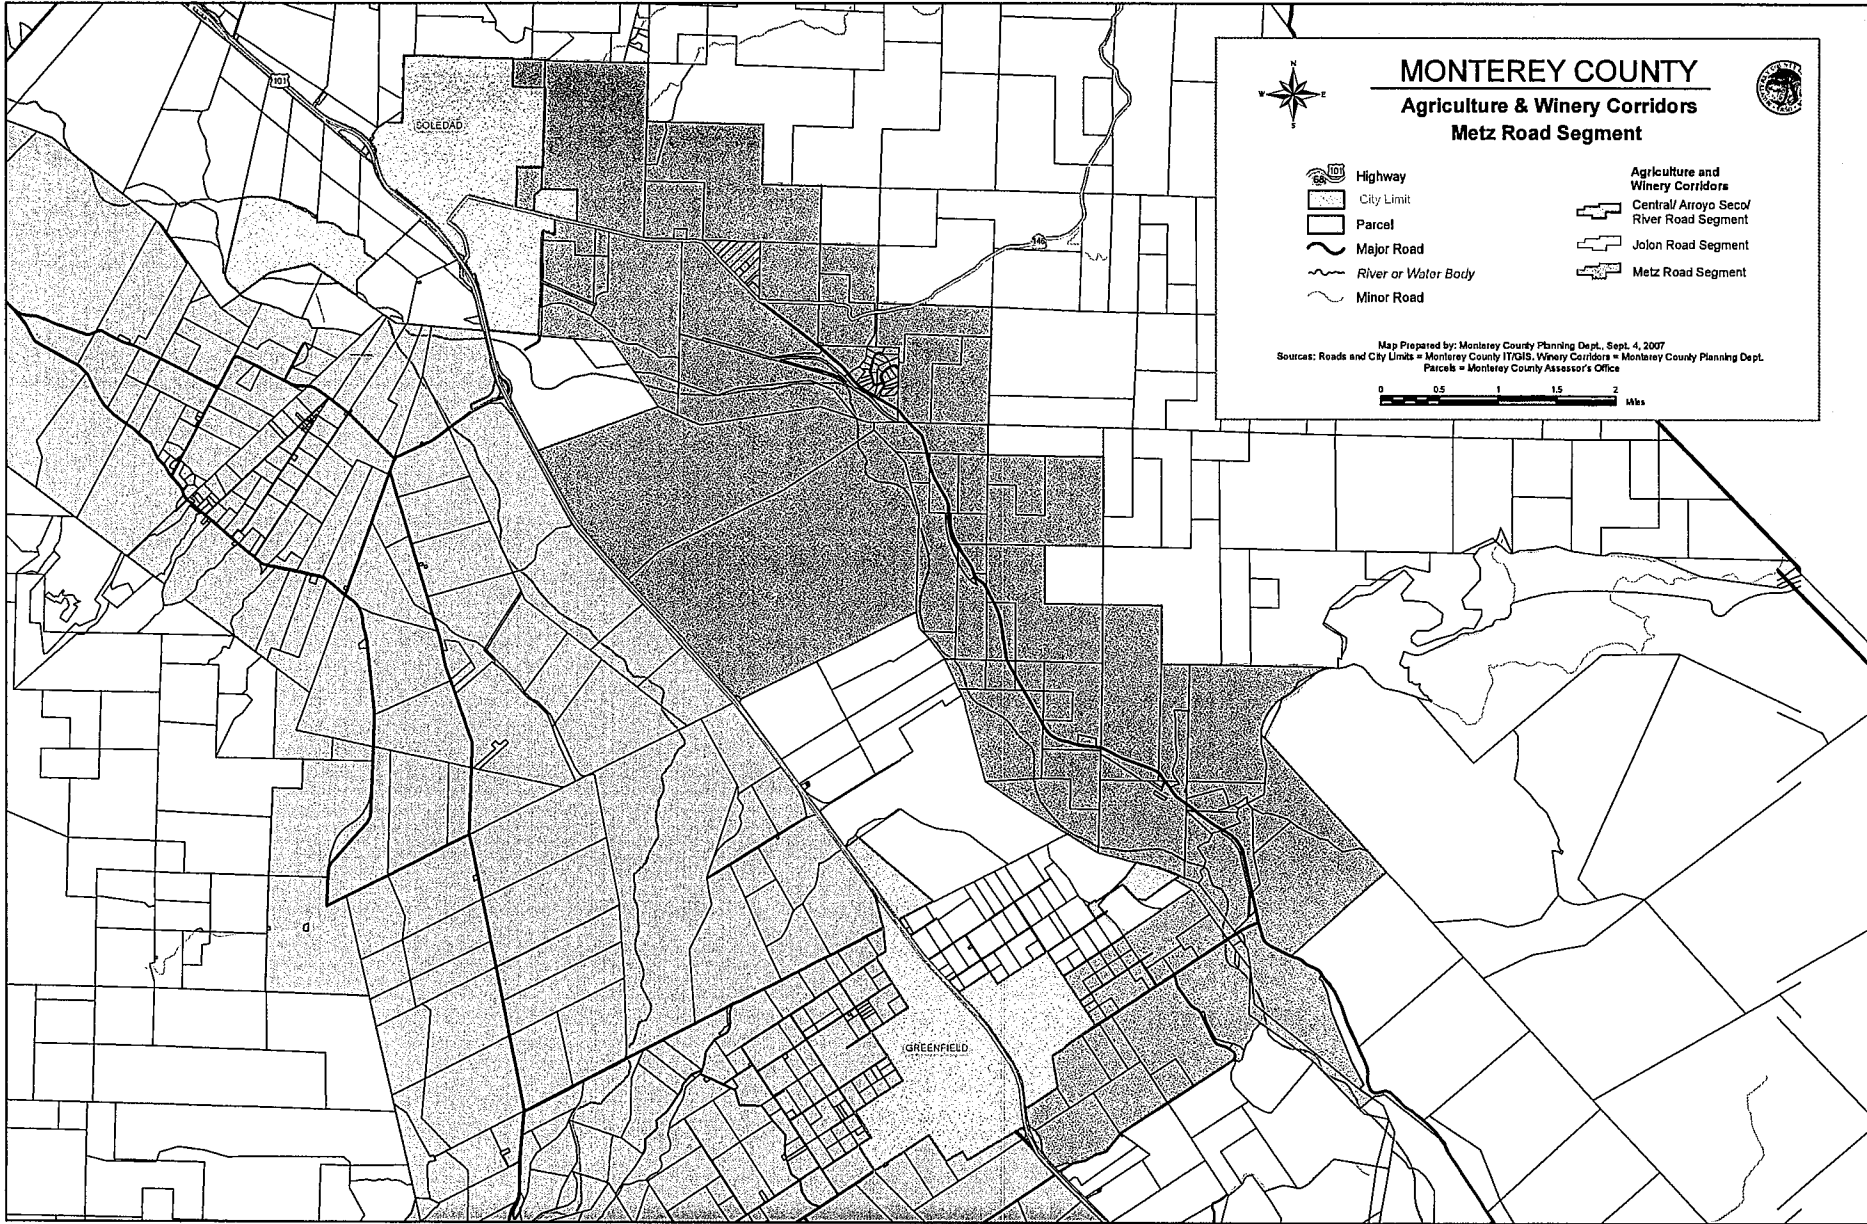 MONTEREY COUNTY
Agriculture & Winery Corridors
Metz Road Segment
N
W
E
S
101
68
Highway
City Limit
Parcel
Major Road
River or Water Body
Minor Road
Agriculture and
Winery Corridors
Central/ Arroyo Seco/
River Road Segment
Jolon Road Segment
Metz Road Segment
Map Prepared by: Monterey County Planning Dept., Sept. 4, 2007
Sources: Roads and City Limits = Monterey County IT/GIS. Winery Corridors = Monterey County Planning Dept.
Parcels = Monterey County Assessor's Office
0 0.5 1 1.5 2
Miles
101
SOLEDAD
146
GREENFIELD